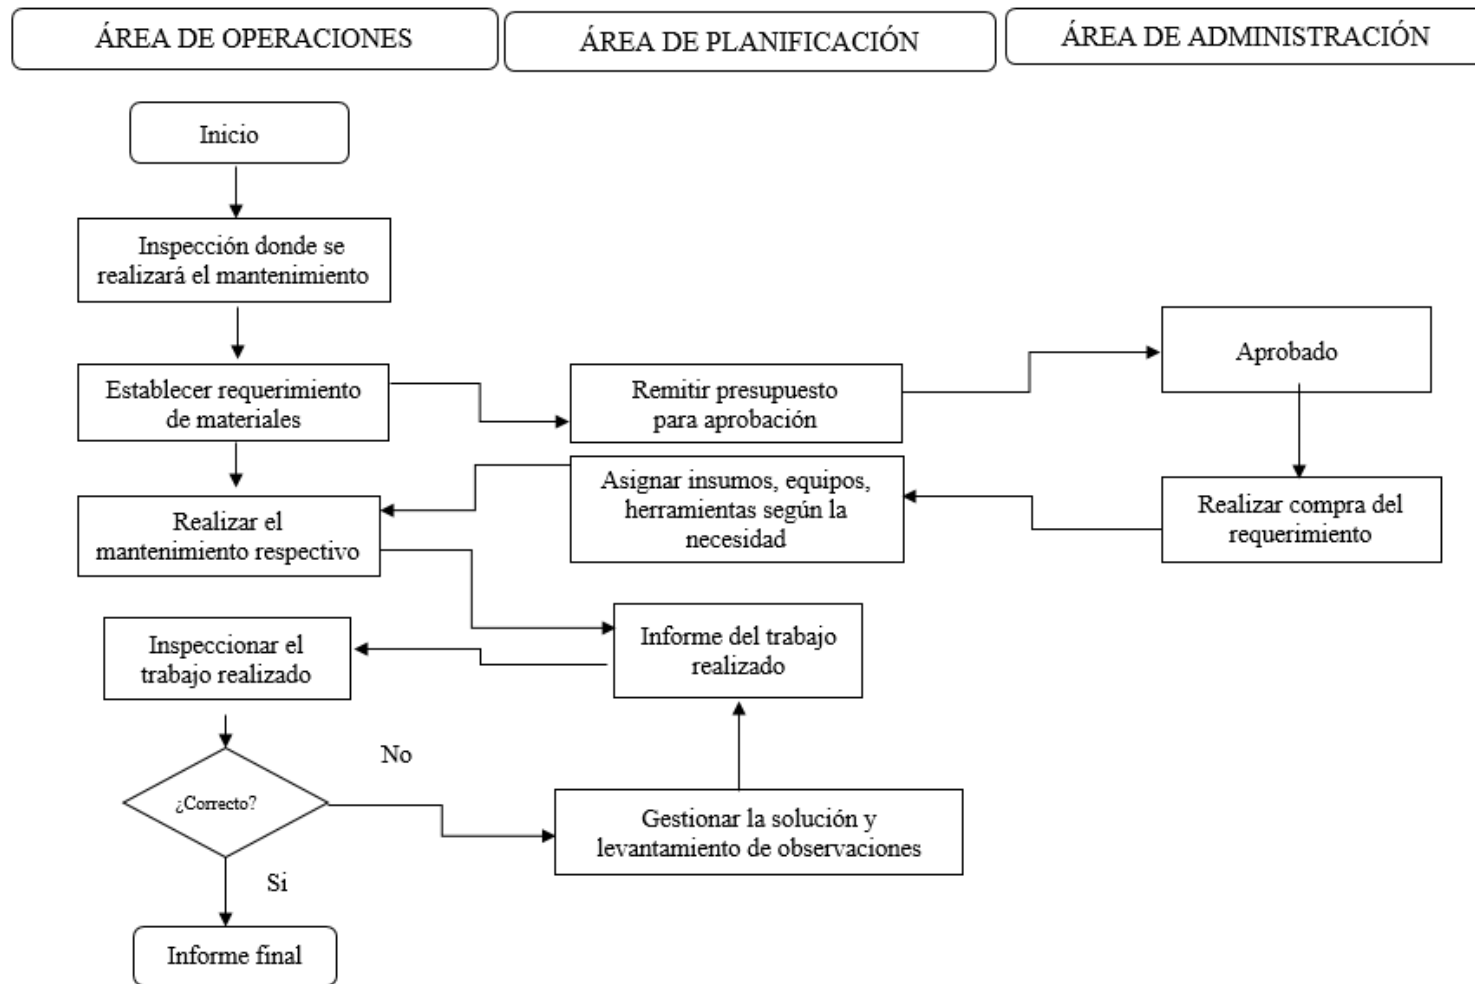 ÁREA DE OPERACIONES
ÁREA DE PLANIFICACIÓN
ÁREA DE ADMINISTRACIÓN
Inicio
Inspección donde se
realizará el mantenimiento
Establecer requerimiento
de materiales
Remitir presupuesto
para aprobación
Aprobado
Realizar compra del
requerimiento
Asignar insumos, equipos,
herramientas según la
necesidad
Realizar el
mantenimiento respectivo
Informe del trabajo
realizado
Inspeccionar el
trabajo realizado
¿Correcto?
No
Gestionar la solución y
levantamiento de observaciones
Si
Informe final